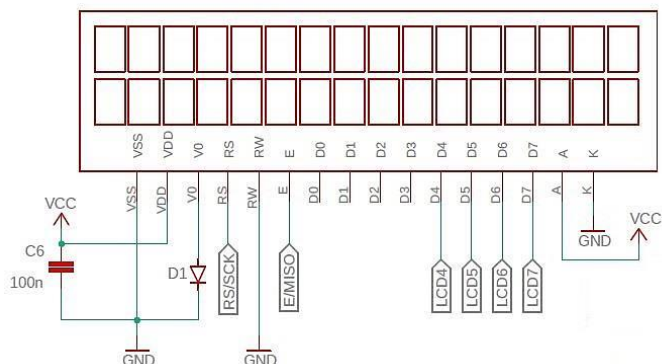 VSS VDD V0 RS RW E D0 D1 D2 D3 D4 D5 D6 D7 A K
VSS VDD V0 RS RW E D0 D1 D2 D3 D4 D5 D6 D7 A K
VCC
VCC
GND
C6
100n
D1
RS/SCK
E/MISO
LCD4
LCD5
LCD6
LCD7
GND
GND